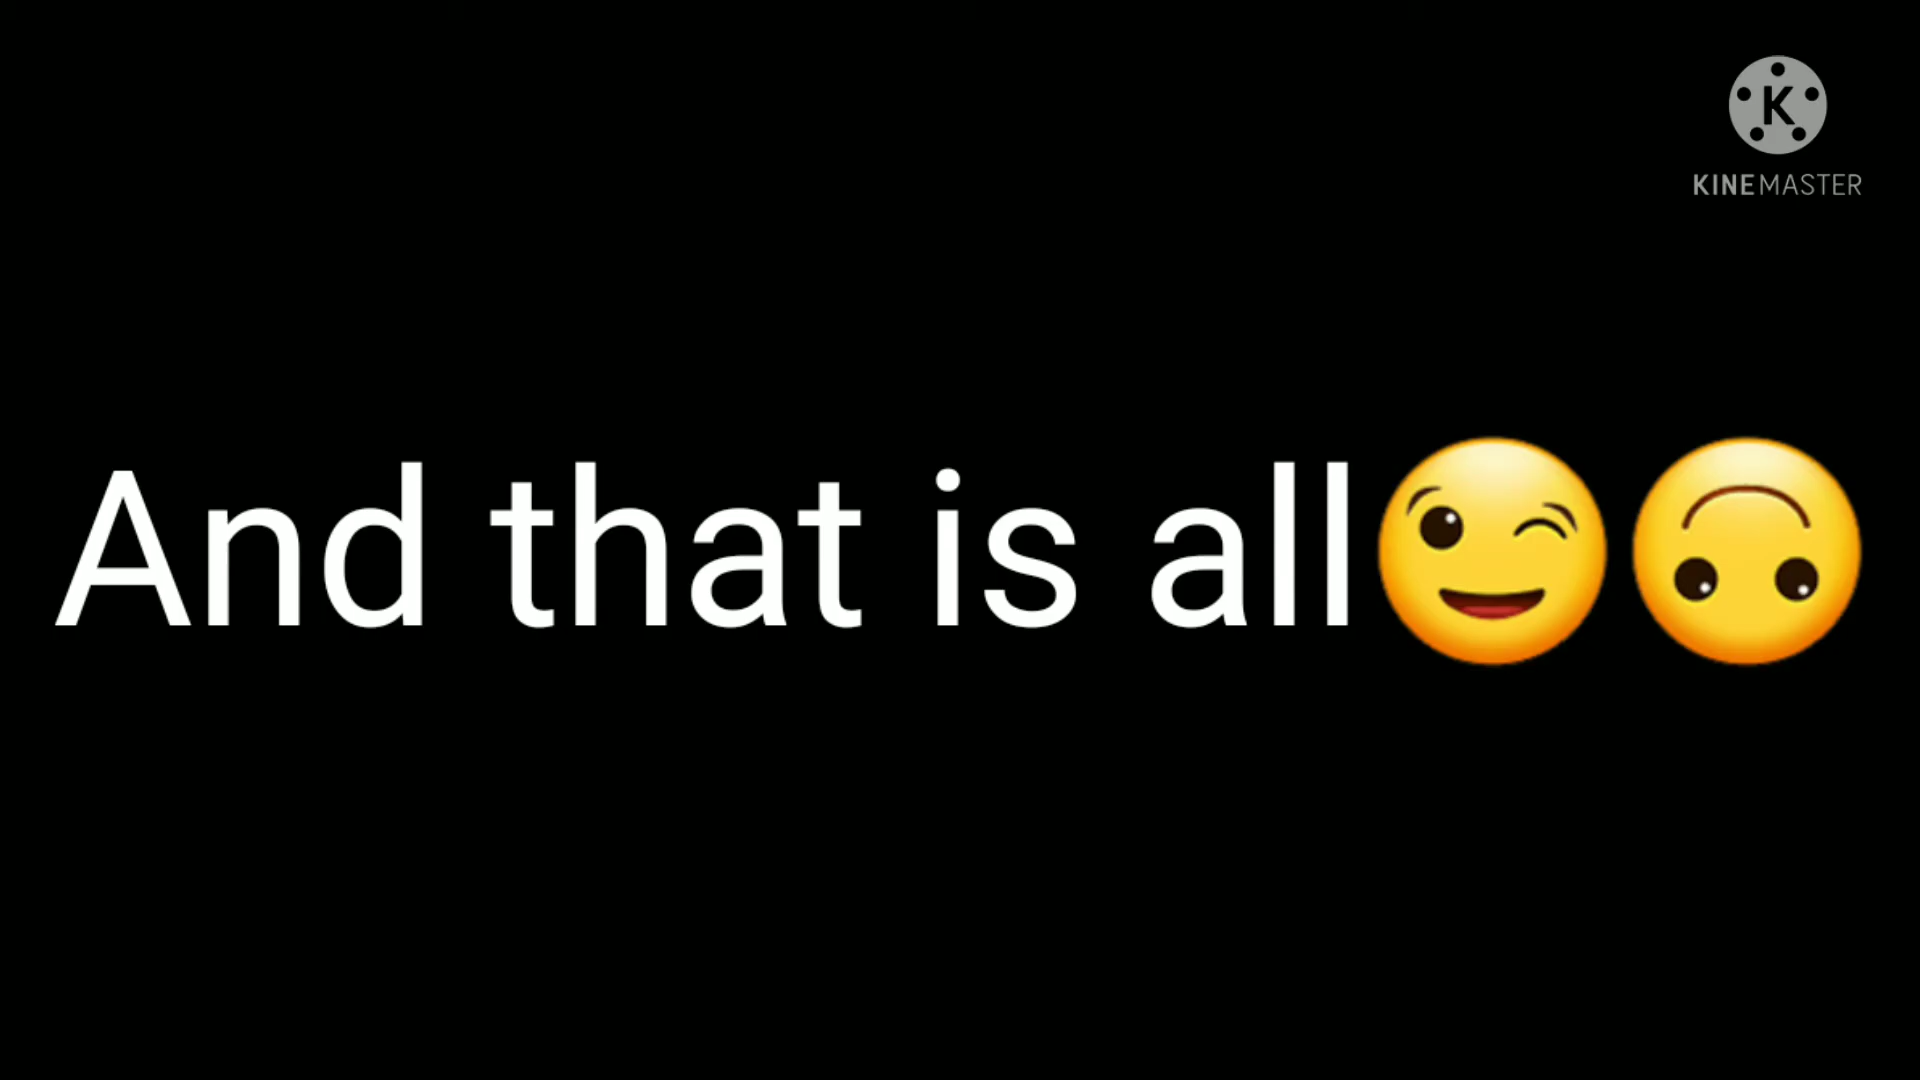 K
KINEMASTER
And that is all😉🙃